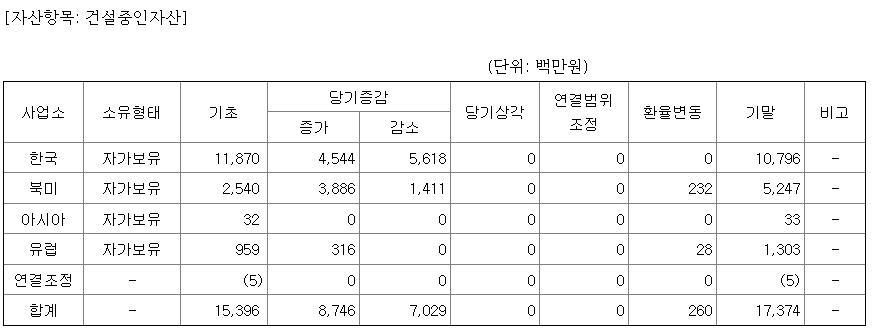 [자산항목: 건설중인자산]
(단위: 백만원)
사업소 소유형태 기초 당기증감 당기상각 연결범위 조정 환율변동 기말 비고
증가 감소
한국 자가보유 11,870 4,544 5,618 0 0 0 10,796 -
북미 자가보유 2,540 3,886 1,411 0 0 232 5,247 -
아시아 자가보유 32 0 0 0 0 0 33 -
유럽 자가보유 959 316 0 0 0 28 1,303 -
연결조정 - (5) 0 0 0 0 0 (5) -
합계 - 15,396 8,746 7,029 0 0 260 17,374 -